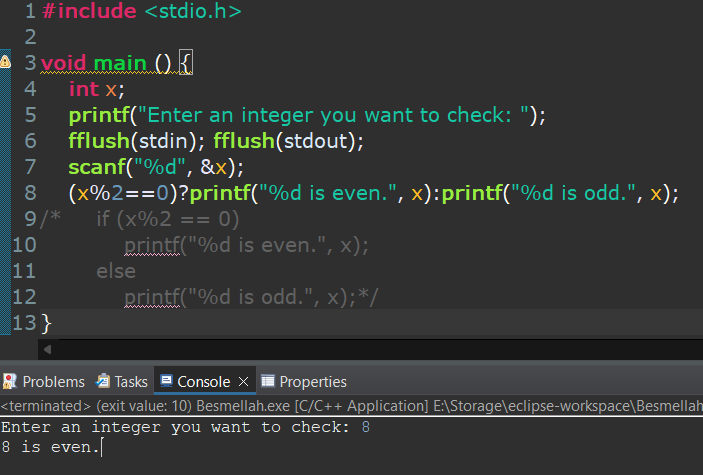 1 #include <stdio.h>
2
3 void main () {
4 int x;
5 printf("Enter an integer you want to check: ");
6 fflush(stdin); fflush(stdout);
7 scanf("%d", &x);
8 (x%2==0)?printf("%d is even.", x):printf("%d is odd.", x);
9 /* if (x%2 == 0)
10 printf("%d is even.", x);
11 else
12 printf("%d is odd.", x);*/
13 }
Problems Tasks Console Properties
<terminated> (exit value: 10) Besmellah.exe [C/C++ Application] E:\Storage\eclipse-workspace\Besmellah
Enter an integer you want to check: 8
8 is even.